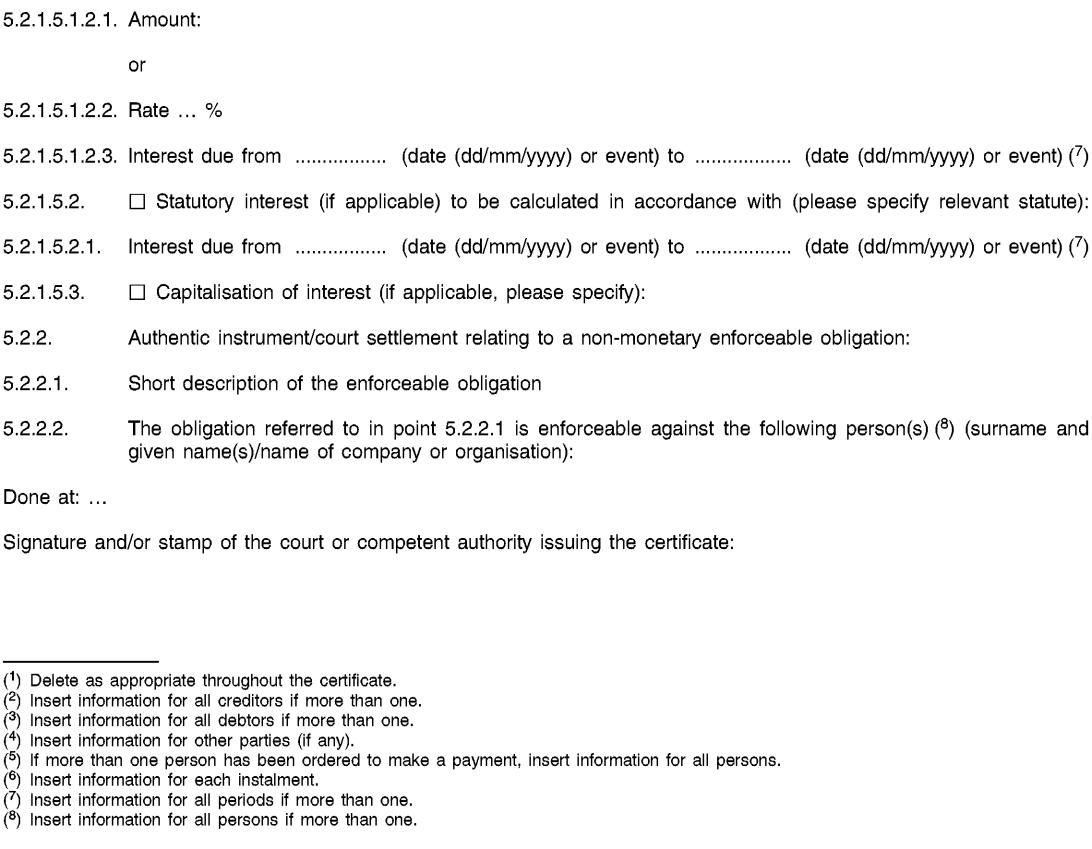 5.2.1.5.1.2.1. Amount:
or
5.2.1.5.1.2.2. Rate … %
5.2.1.5.1.2.3. Interest due from ................. (date (dd/mm/yyyy) or event) to .................. (date (dd/mm/yyyy) or event) (7)
5.2.1.5.2. ☐ Statutory interest (if applicable) to be calculated in accordance with (please specify relevant statute):
5.2.1.5.2.1. Interest due from ................. (date (dd/mm/yyyy) or event) to .................. (date (dd/mm/yyyy) or event) (7)
5.2.1.5.3. ☐ Capitalisation of interest (if applicable, please specify):
5.2.2. Authentic instrument/court settlement relating to a non-monetary enforceable obligation:
5.2.2.1. Short description of the enforceable obligation
5.2.2.2. The obligation referred to in point 5.2.2.1 is enforceable against the following person(s) (8) (surname and
given name(s)/name of company or organisation):
Done at: …
Signature and/or stamp of the court or competent authority issuing the certificate:
(1) Delete as appropriate throughout the certificate.
(2) Insert information for all creditors if more than one.
(3) Insert information for all debtors if more than one.
(4) Insert information for other parties (if any).
(5) If more than one person has been ordered to make a payment, insert information for all persons.
(6) Insert information for each instalment.
(7) Insert information for all periods if more than one.
(8) Insert information for all persons if more than one.